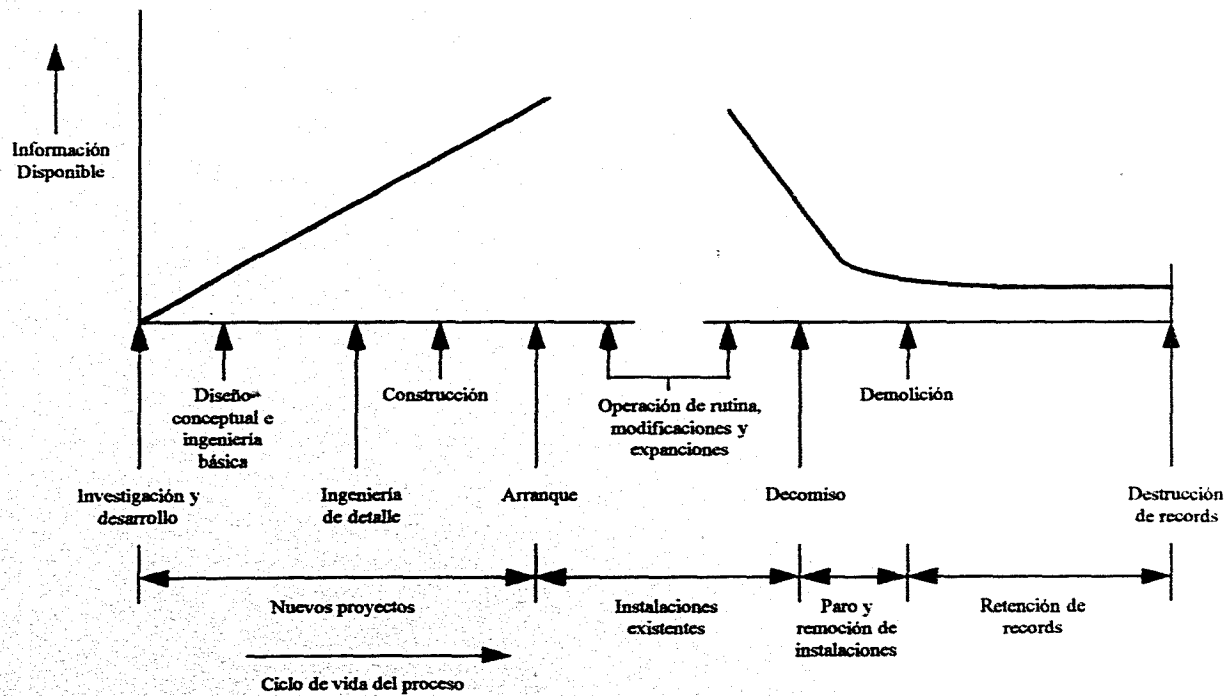 Información
Disponible
Diseño
conceptual e
ingeniería
básica
Construcción
Operación de rutina,
modificaciones y
expanciones
Demolición
Investigación y
desarrollo
Ingeniería
de detalle
Arranque
Decomiso
Destrucción
de records
Nuevos proyectos
Instalaciones
existentes
Paro y
remoción de
instalaciones
Retención de
records
Ciclo de vida del proceso